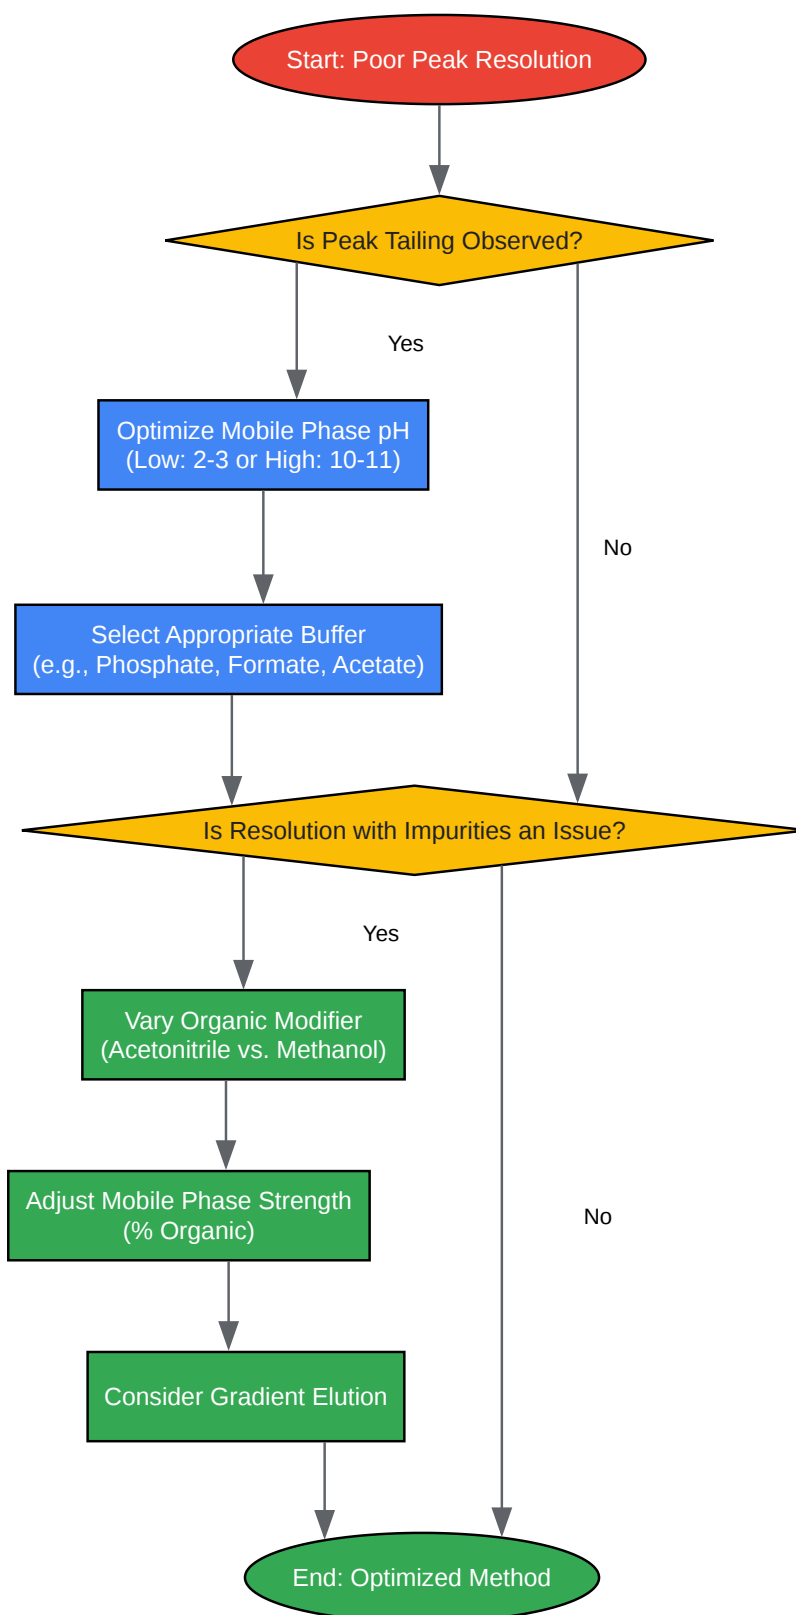 Start: Poor Peak Resolution
Is Peak Tailing Observed?
Yes
Optimize Mobile Phase pH
(Low: 2-3 or High: 10-11)
No
Select Appropriate Buffer
(e.g., Phosphate, Formate, Acetate)
Is Resolution with Impurities an Issue?
Yes
Vary Organic Modifier
(Acetonitrile vs. Methanol)
Adjust Mobile Phase Strength
(% Organic)
No
Consider Gradient Elution
End: Optimized Method